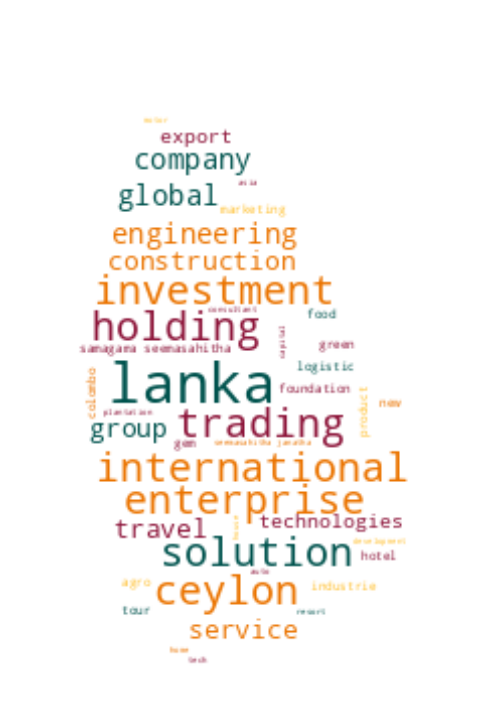 motor
export
company
asia
global
marketing
engineering
construction
investment
consultant
food
holding
capital
green
samagama seemasahitha
logistic
lanka
foundation
colombo
product
new
plantation
trading
group
gem
seemasahitha janatha
international
enterprise
technologies
travel
house
development
solution
hotel
auto
agro
ceylon
industrie
tour
resort
service
home
tech